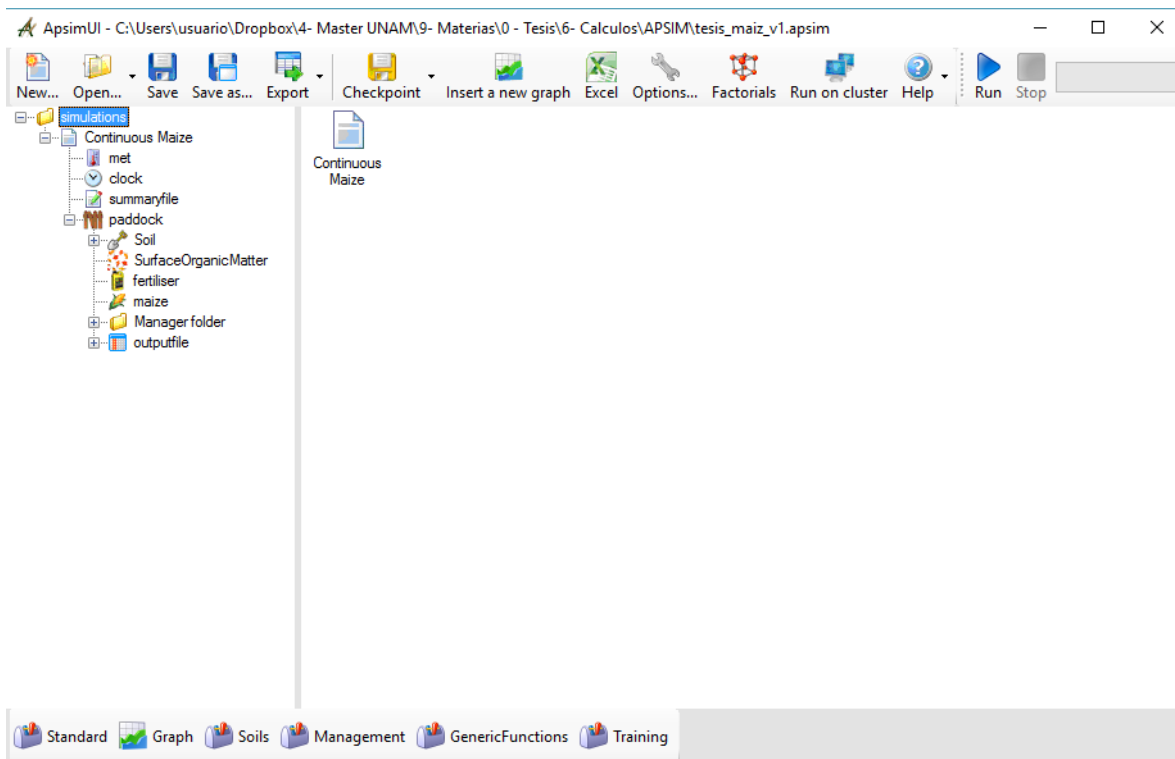 ApsimUI - C:\Users\usuario\Dropbox\4- Master UNAM\9- Materias\0 - Tesis\6- Calculos\APSIM\tesis_maiz_v1.apsim
New... Open... Save Save as... Export Checkpoint Insert a new graph Excel Options... Factorials Run on cluster Help Run Stop
simulations
Continuous Maize
met
clock
summaryfile
paddock
Soil
SurfaceOrganicMatter
fertiliser
maize
Manager folder
outputfile
Continuous
Maize
Standard Graph Soils Management GenericFunctions Training